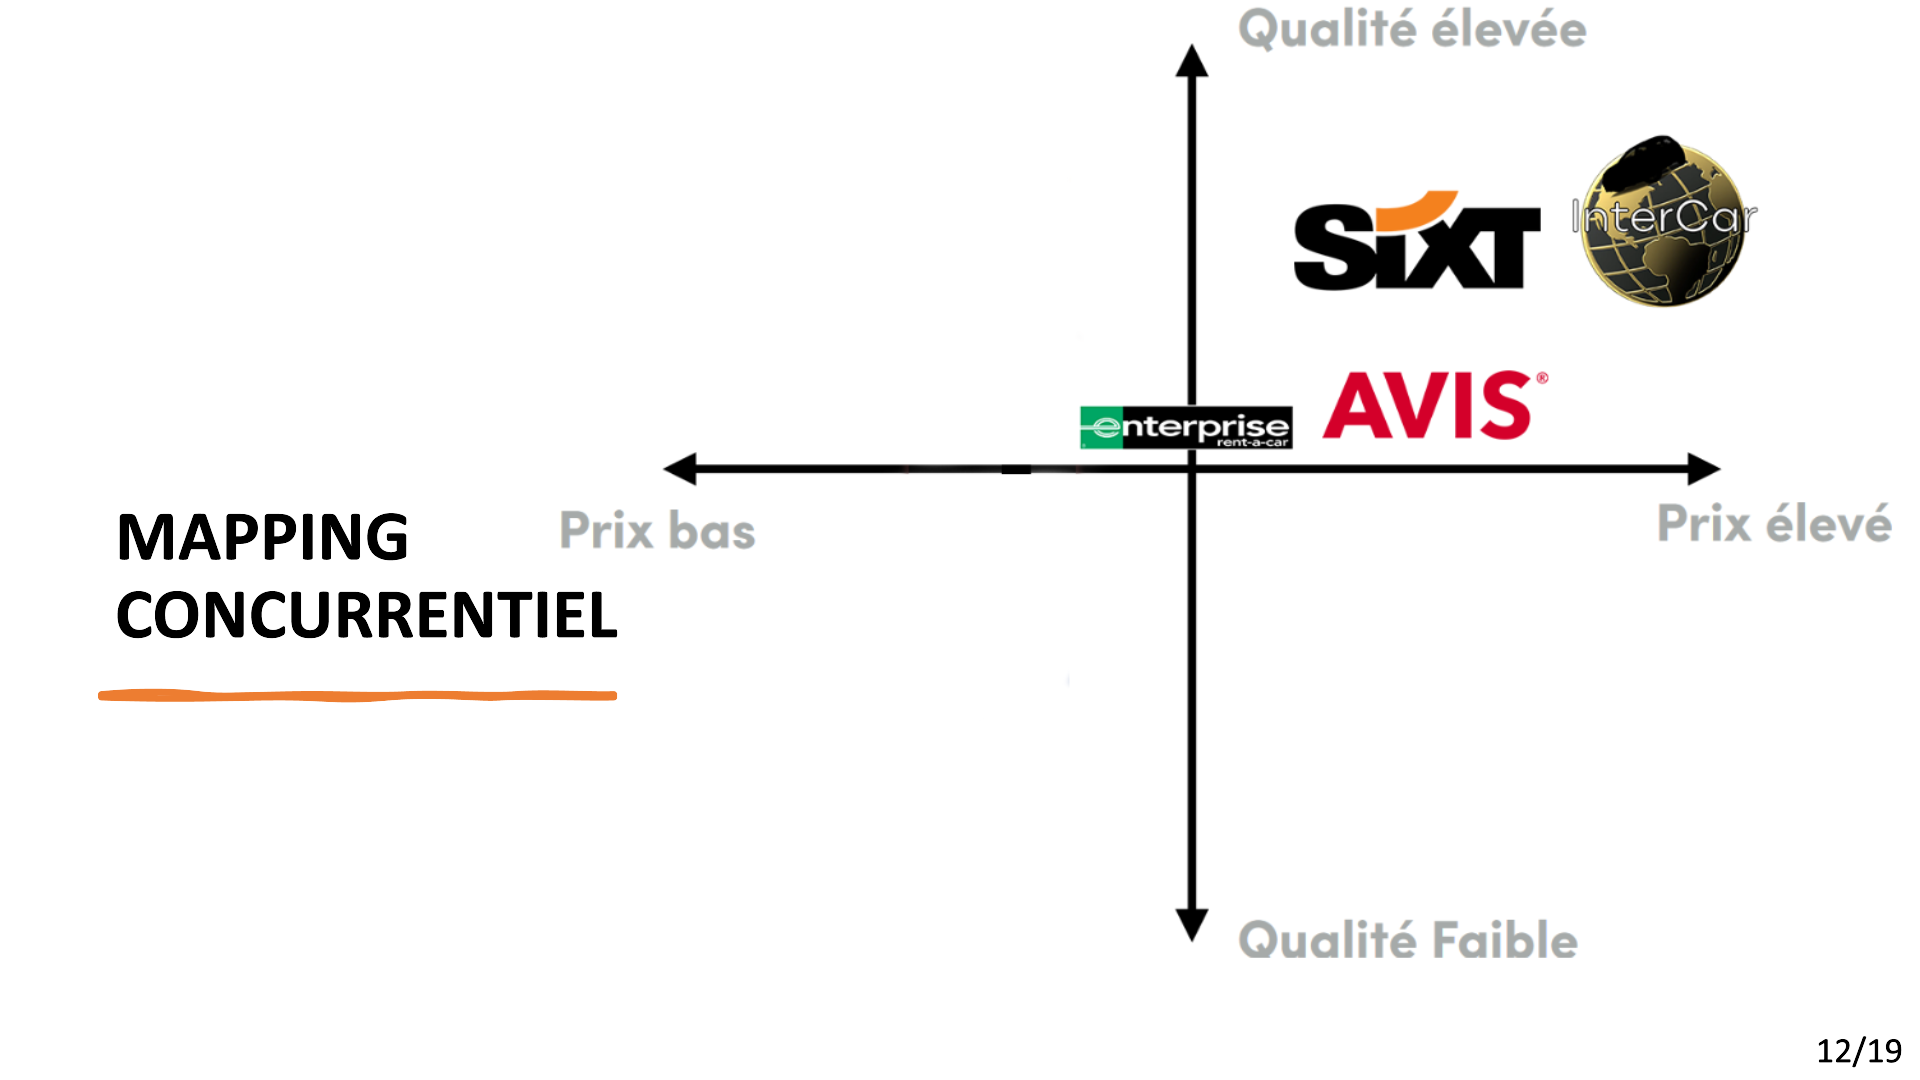 Qualité élevée
SIXT
InterCar
AVIS®
enterprise
rent-a-car
MAPPING
CONCURRENTIEL
Prix bas
Prix élevé
Qualité Faible
12/19